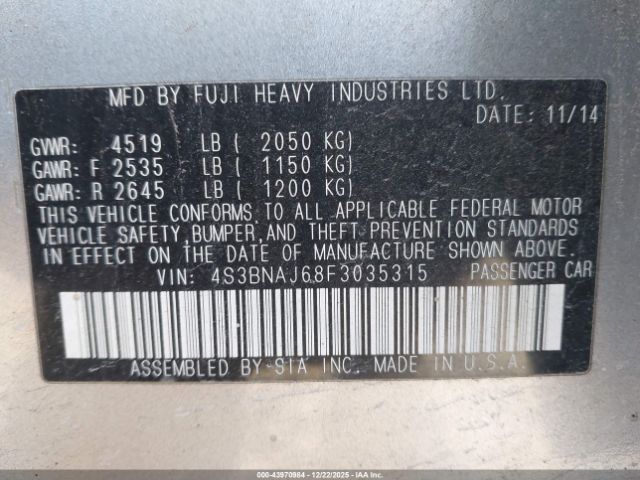 MFD BY FUJI HEAVY INDUSTRIES LTD.
DATE: 11/14
GVWR: 4519 LB ( 2050 KG)
GAWR: F 2535 LB ( 1150 KG)
GAWR: R 2645 LB ( 1200 KG)
THIS VEHICLE CONFORMS TO ALL APPLICABLE FEDERAL MOTOR
VEHICLE SAFETY, BUMPER, AND THEFT PREVENTION STANDARDS
IN EFFECT ON THE DATE OF MANUFACTURE SHOWN ABOVE.
VIN: 4S3BNAJ68F3035315 PASSENGER CAR
ASSEMBLED BY SIA INC. MADE IN U.S.A.
000-43970984 - 12/22/2025 - IAAI.COM